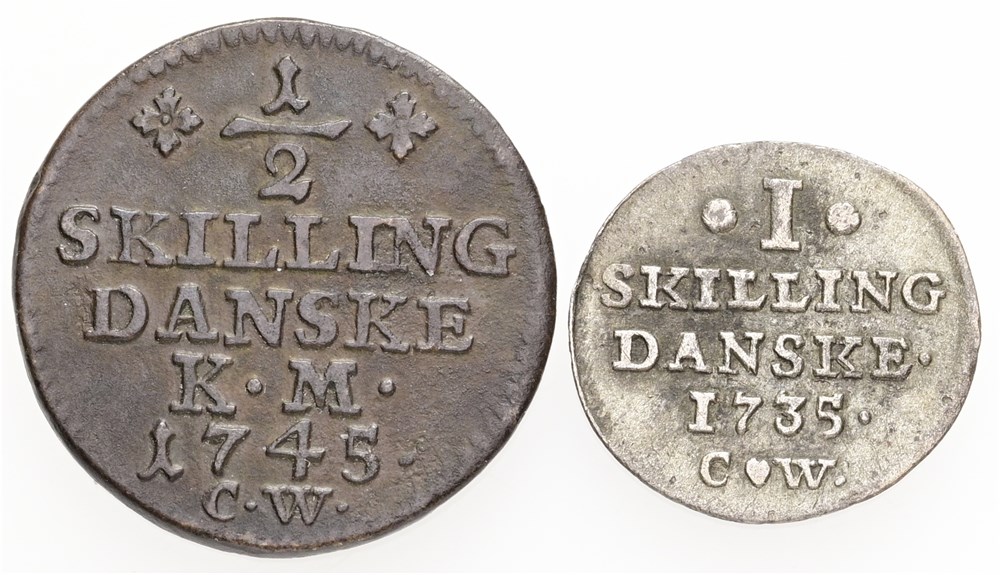 1
2
SKILLING
DANSKE
K·M·
1745.
C.W.
·I·
SKILLING
DANSKE·
1735·
C♥W: